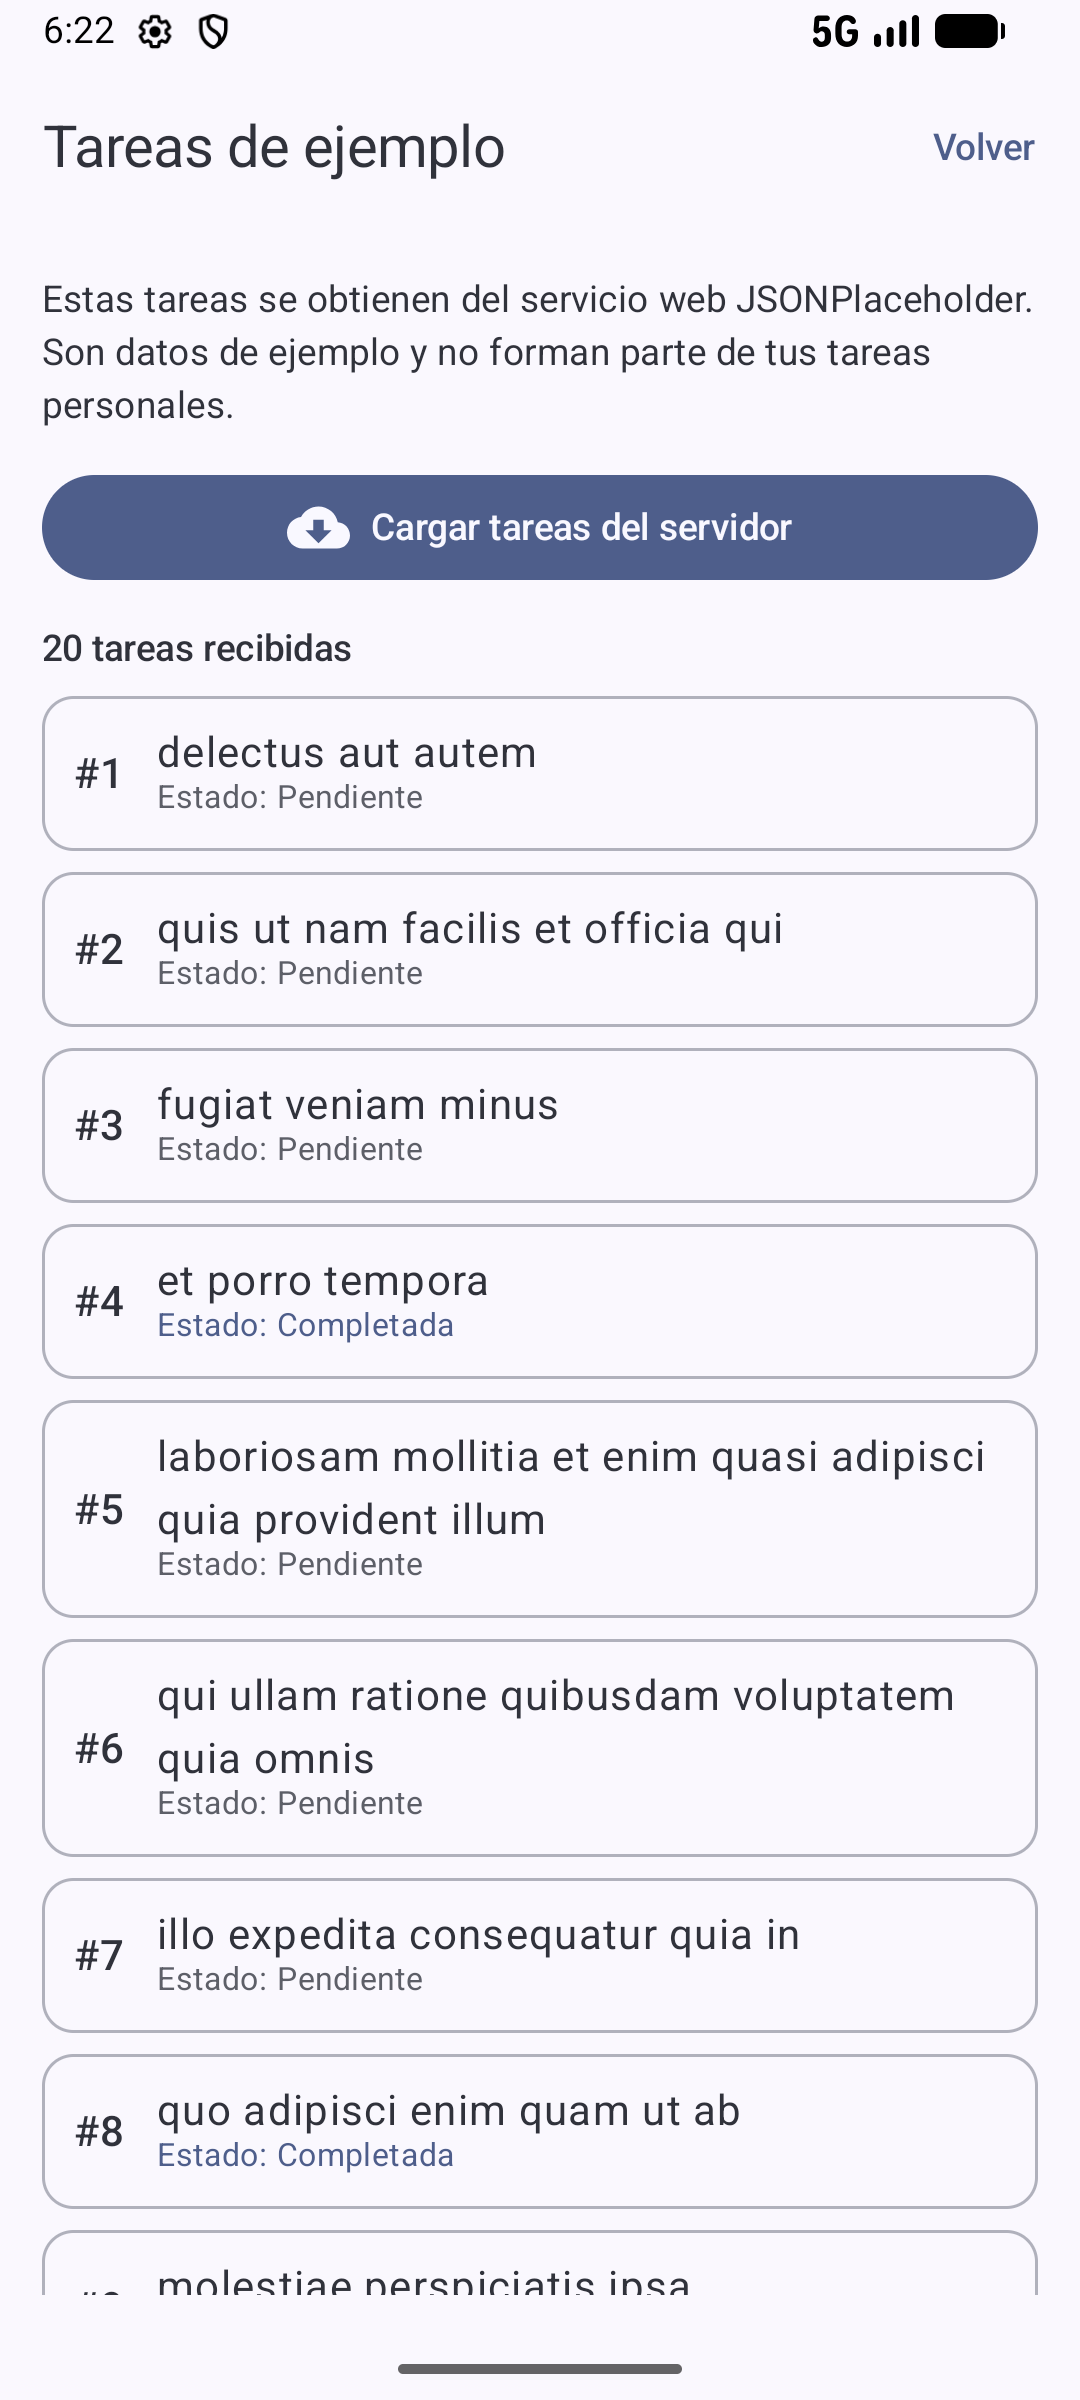 6:22
5G
Tareas de ejemplo
Volver
Estas tareas se obtienen del servicio web JSONPlaceholder.
Son datos de ejemplo y no forman parte de tus tareas
personales.
Cargar tareas del servidor
20 tareas recibidas
#1
delectus aut autem
Estado: Pendiente
#2
quis ut nam facilis et officia qui
Estado: Pendiente
#3
fugiat veniam minus
Estado: Pendiente
#4
et porro tempora
Estado: Completada
#5
laboriosam mollitia et enim quasi adipisci
quia provident illum
Estado: Pendiente
#6
qui ullam ratione quibusdam voluptatem
quia omnis
Estado: Pendiente
#7
illo expedita consequatur quia in
Estado: Pendiente
#8
quo adipisci enim quam ut ab
Estado: Completada
molestiae perspiciatis ipsa